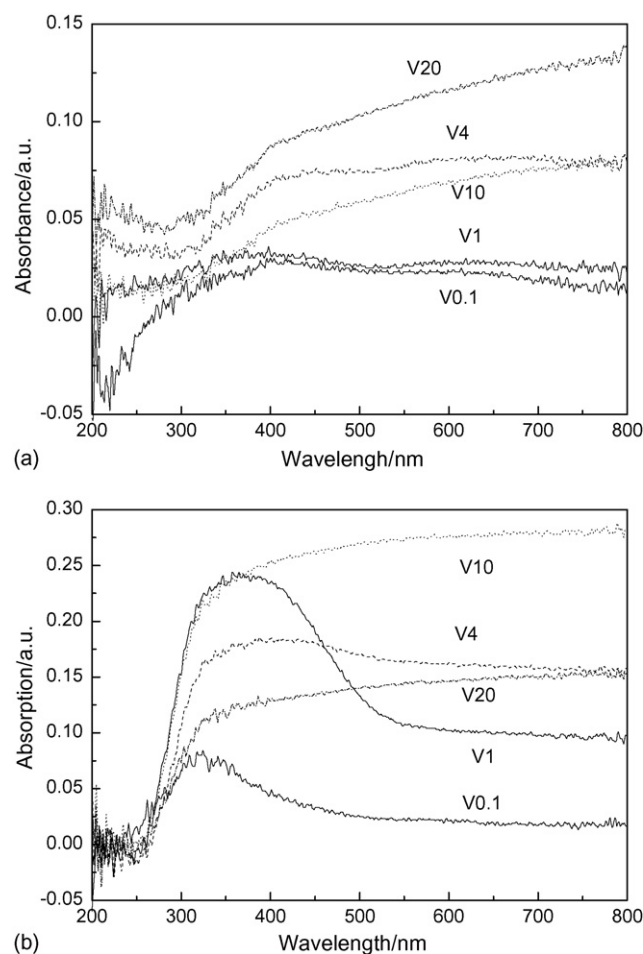 0.15
V20
0.10
V4
0.05
V10
V1
0.00
V0.1
-0.05
200 300 400 500 600 700 800
Absorbance/a.u.
(a)
Wavelengh/nm
0.30
0.25
V10
0.20
V4
0.15
V20
0.10
V1
0.05
V0.1
0.00
-0.05
200 300 400 500 600 700 800
Absorption/a.u.
(b)
Wavelength/nm